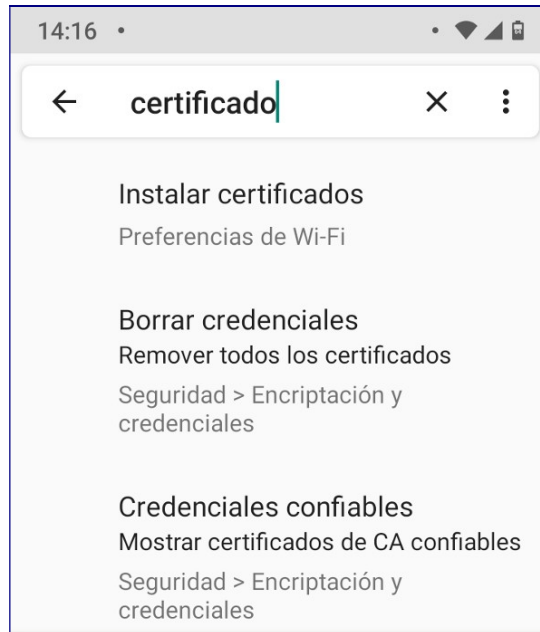 14:16
certificado
Instalar certificados
Preferencias de Wi-Fi
Borrar credenciales
Remover todos los certificados
Seguridad > Encriptación y
credenciales
Credenciales confiables
Mostrar certificados de CA confiables
Seguridad > Encriptación y
credenciales